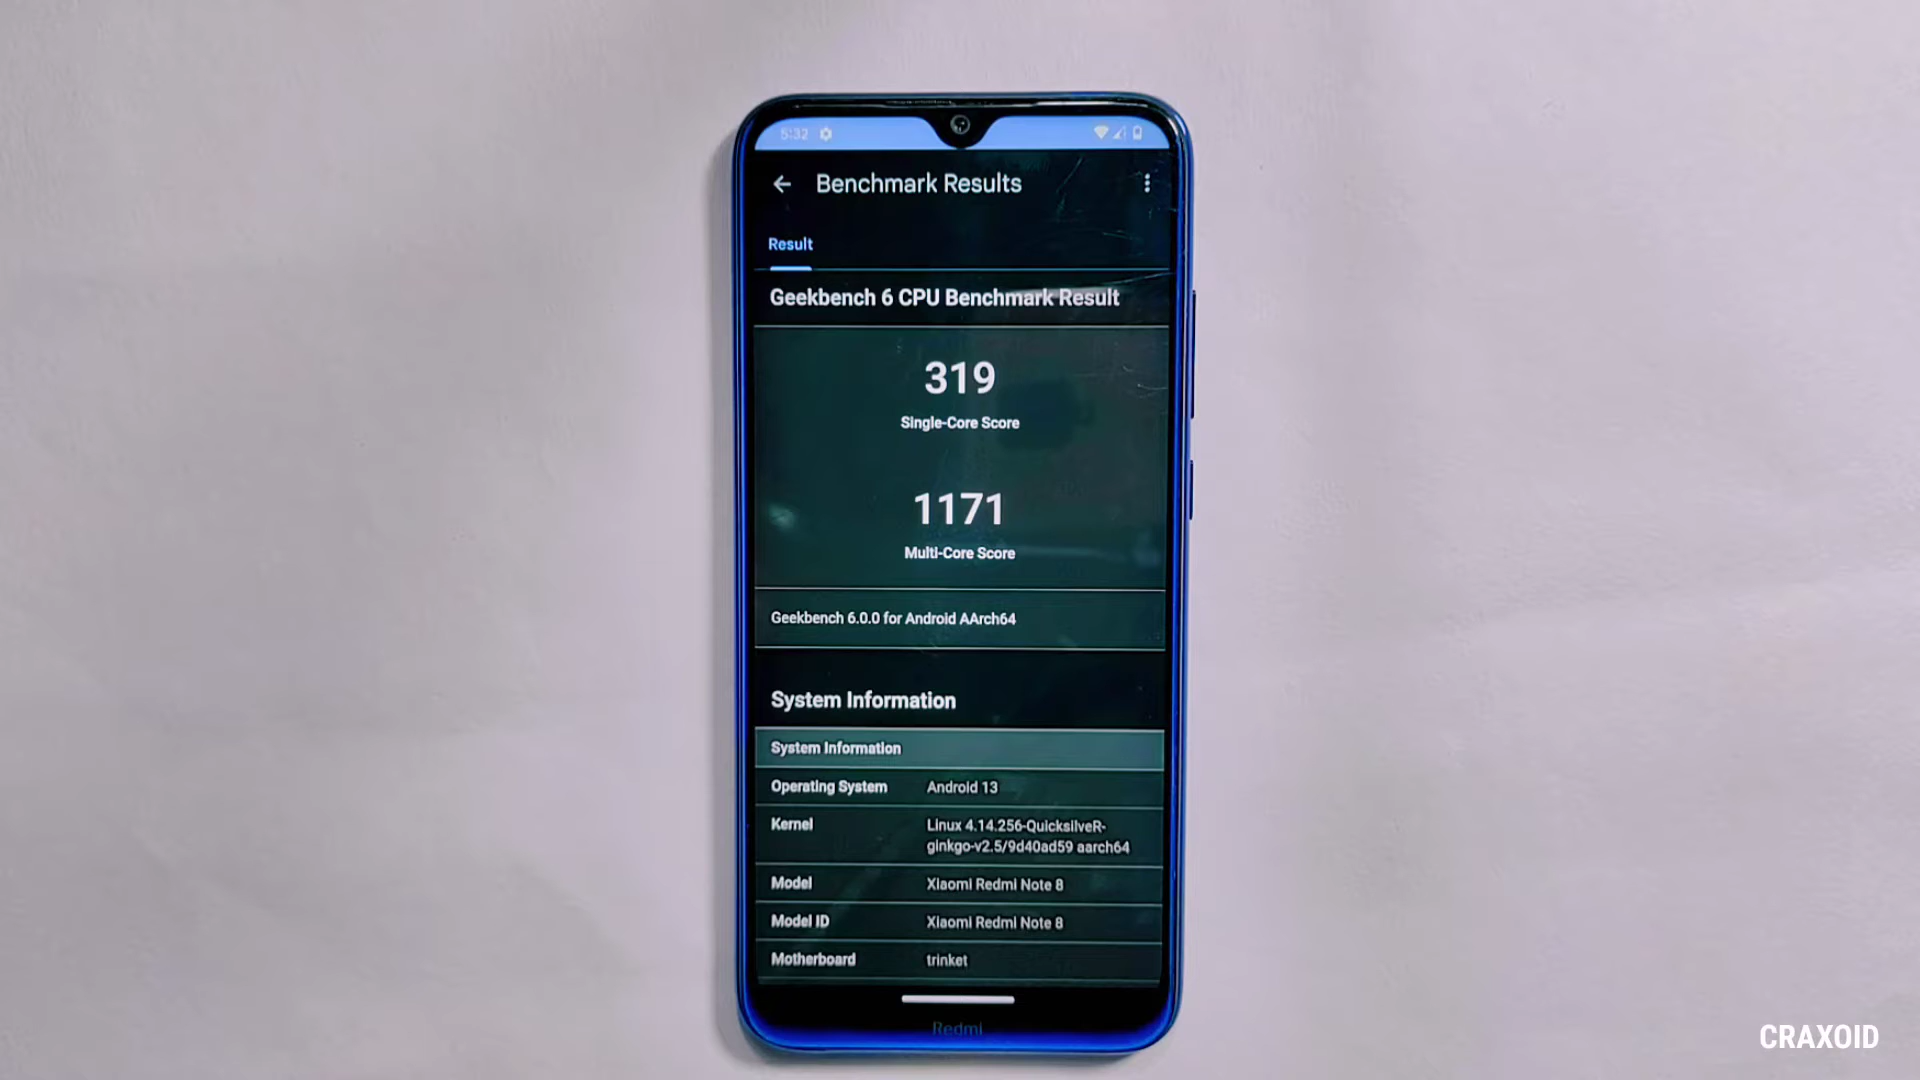 5:32
Benchmark Results
Result
Geekbench 6 CPU Benchmark Result
319
Single-Core Score
1171
Multi-Core Score
Geekbench 6.0.0 for Android AArch64
System Information
System Information
Operating System Android 13
Kernel Linux 4.14.256-QuicksilveR-
ginkgo-v2.5/9d40ad59 aarch64
Model Xiaomi Redmi Note 8
Model ID Xiaomi Redmi Note 8
Motherboard trinket
Redmi
CRAXOID